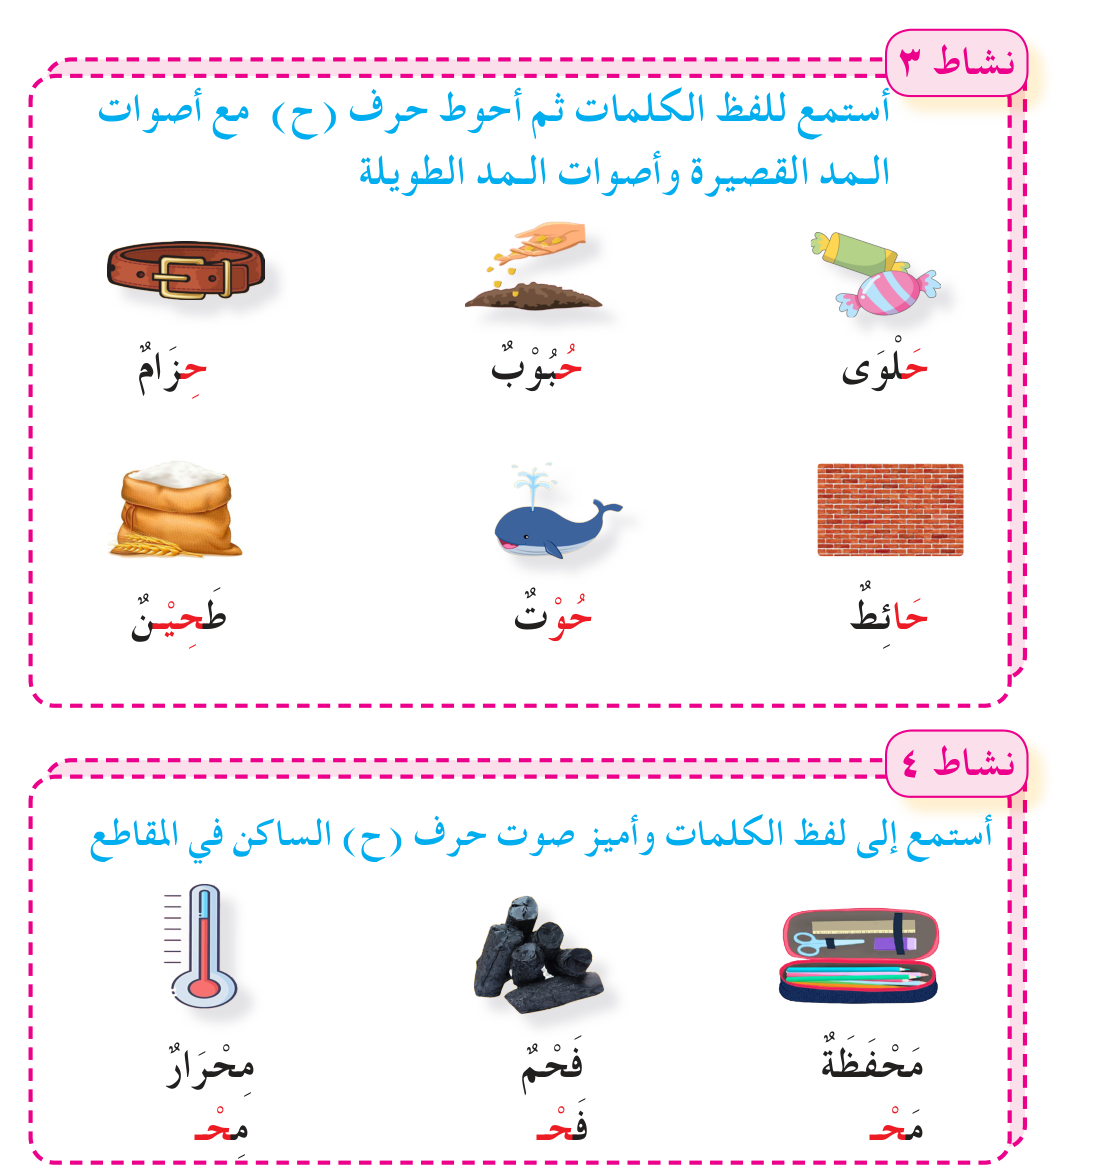 نشاط ٣
أستمع للفظ الكلمات ثم أحوط حرف (ح) مع أصوات
المد القصيرة وأصوات المد الطويلة
حَلْوَى حُبُوْبٌ حِزَامٌ
حَائِطٌ حُوْتٌ طَحِيْنٌ
نشاط ٤
أستمع إلى لفظ الكلمات وأميز صوت حرف (ح) الساكن في المقاطع
مَحْفَظَةٌ فَحْمٌ مِحْرَارٌ
مَحْـ فَحْـ مِحْـ